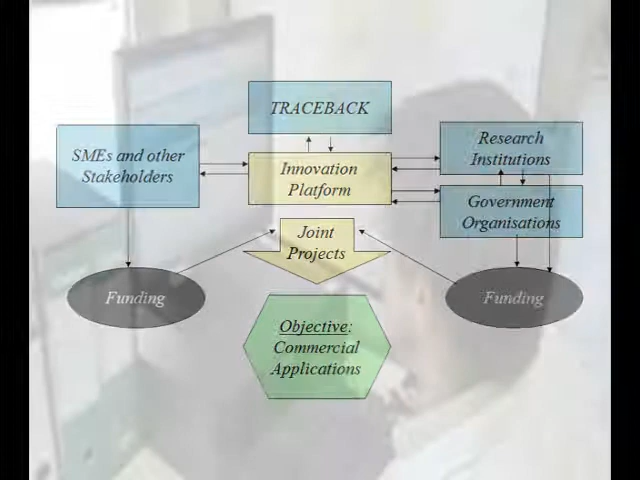 TRACEBACK
SMEs and other
Stakeholders
Innovation
Platform
Research
Institutions
Government
Organisations
Joint
Projects
Funding
Funding
Objective:
Commercial
Applications